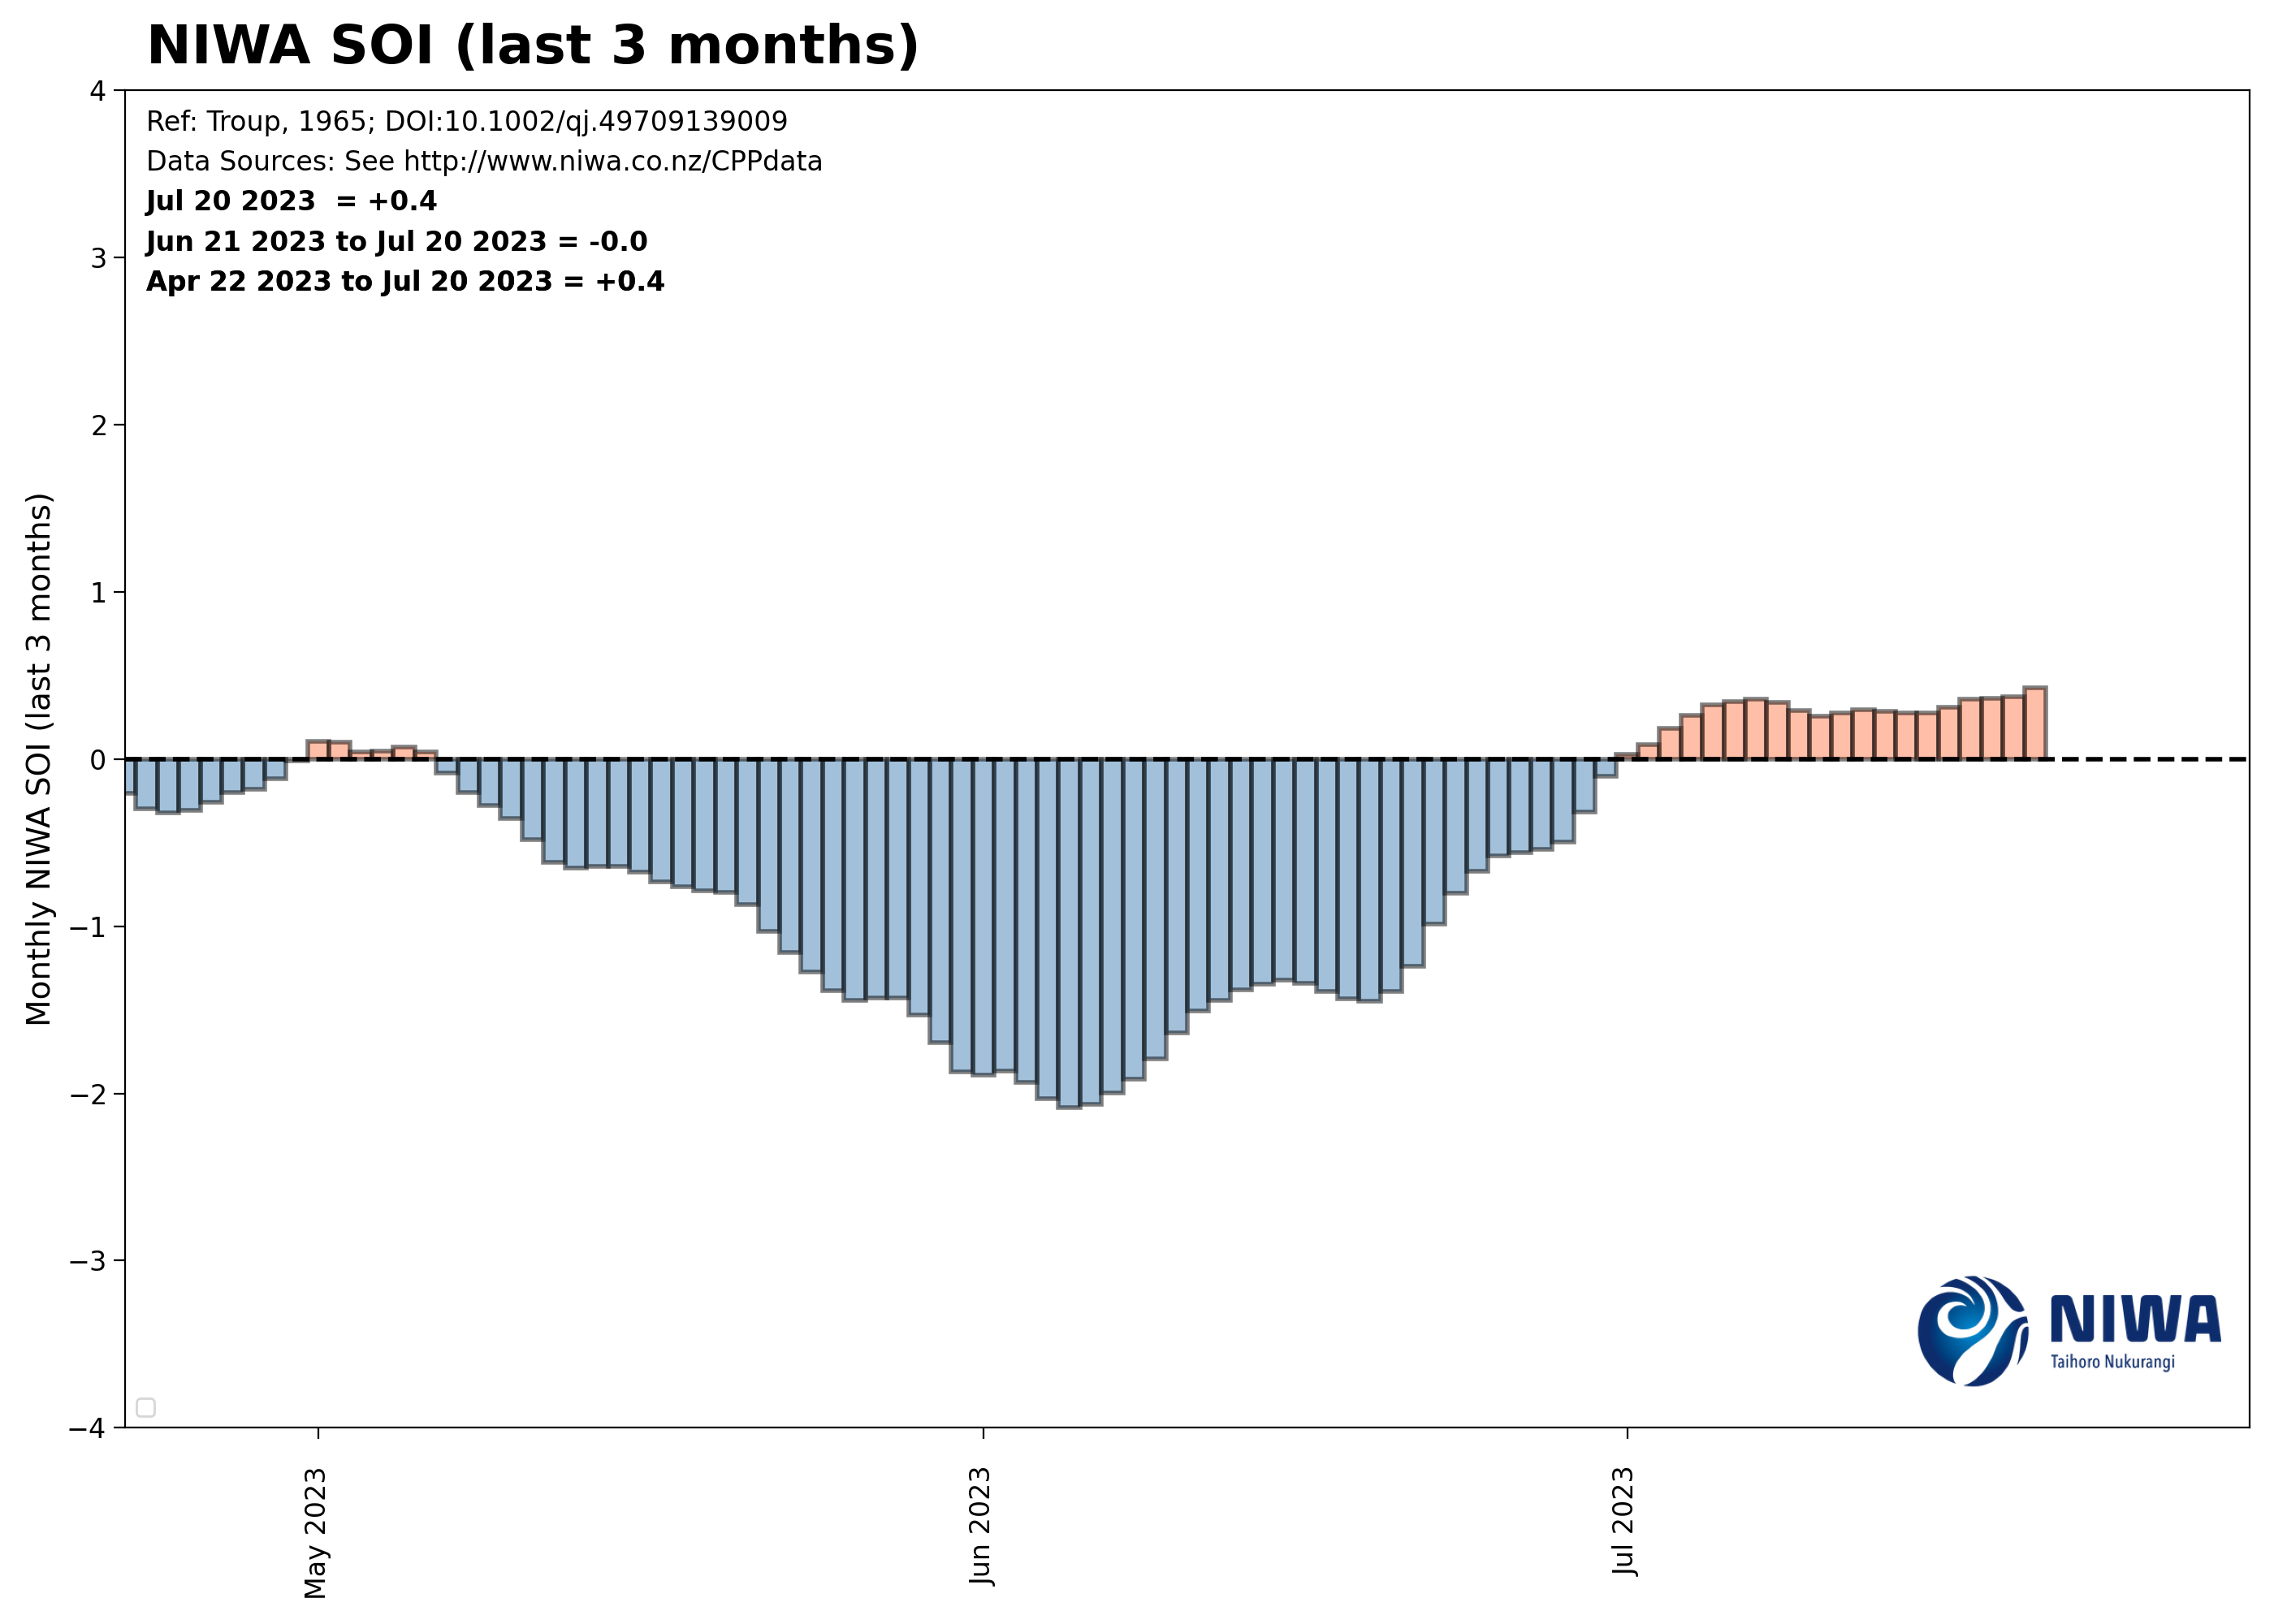 NIWA SOI (last 3 months)
Ref: Troup, 1965; DOI:10.1002/qj.49709139009
Data Sources: See http://www.niwa.co.nz/CPPdata
Jul 20 2023  = +0.4
Jun 21 2023 to Jul 20 2023 = -0.0
Apr 22 2023 to Jul 20 2023 = +0.4
Monthly NIWA SOI (last 3 months)
4
3
2
1
0
−1
−2
−3
−4
May 2023
Jun 2023
Jul 2023
NIWA
Taihoro Nukurangi